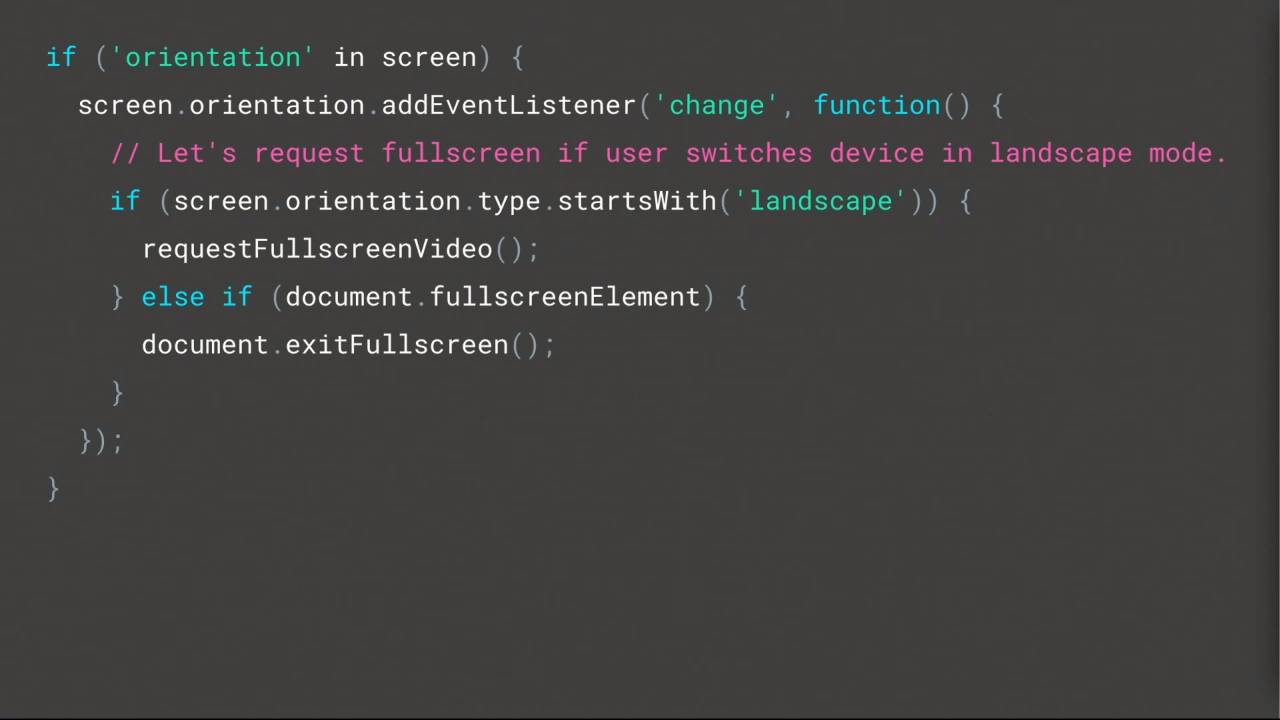 if ('orientation' in screen) {
  screen.orientation.addEventListener('change', function() {
    // Let's request fullscreen if user switches device in landscape mode.
    if (screen.orientation.type.startsWith('landscape')) {
      requestFullscreenVideo();
    } else if (document.fullscreenElement) {
      document.exitFullscreen();
    }
  });
}